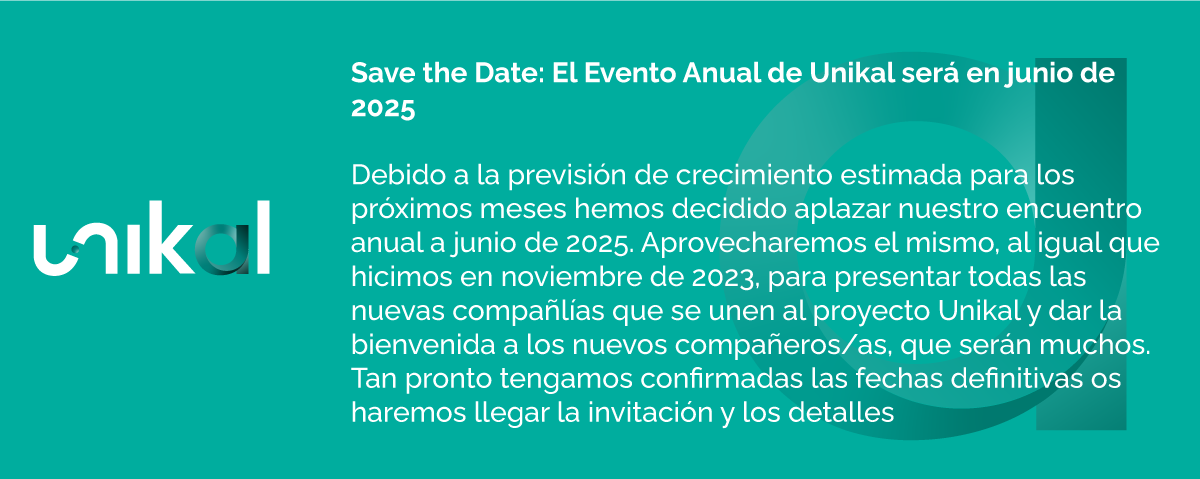 Save the Date: El Evento Anual de Unikal será en junio de
2025
Debido a la previsión de crecimiento estimada para los
próximos meses hemos decidido aplazar nuestro encuentro
anual a junio de 2025. Aprovecharemos el mismo, al igual que
hicimos en noviembre de 2023, para presentar todas las
nuevas compañlías que se unen al proyecto Unikal y dar la
bienvenida a los nuevos compañeros/as, que serán muchos.
Tan pronto tengamos confirmadas las fechas definitivas os
haremos llegar la invitación y los detalles
unikal